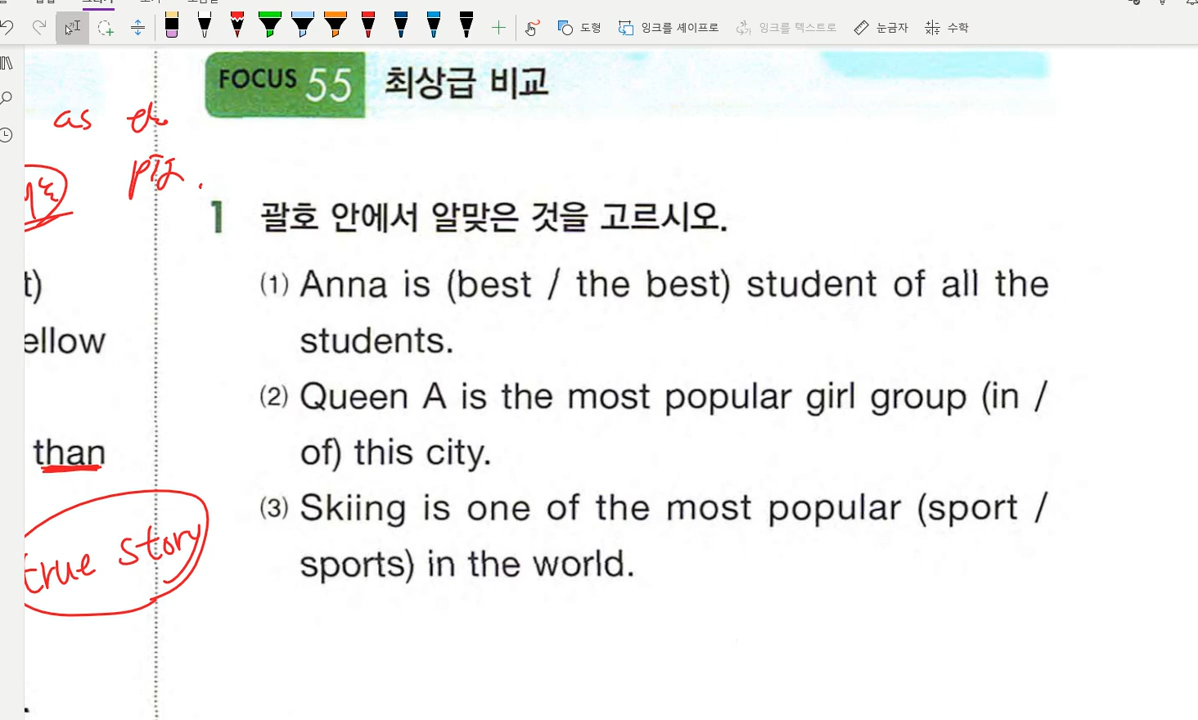 도형
잉크를 셰이프로
잉크를 텍스트로
눈금자
수학
FOCUS 55 최상급 비교
as the
pig.
1 괄호 안에서 알맞은 것을 고르시오.
(1) Anna is (best / the best) student of all the
students.
(2) Queen A is the most popular girl group (in /
of) this city.
(3) Skiing is one of the most popular (sport /
sports) in the world.
t)
ellow
than
true story